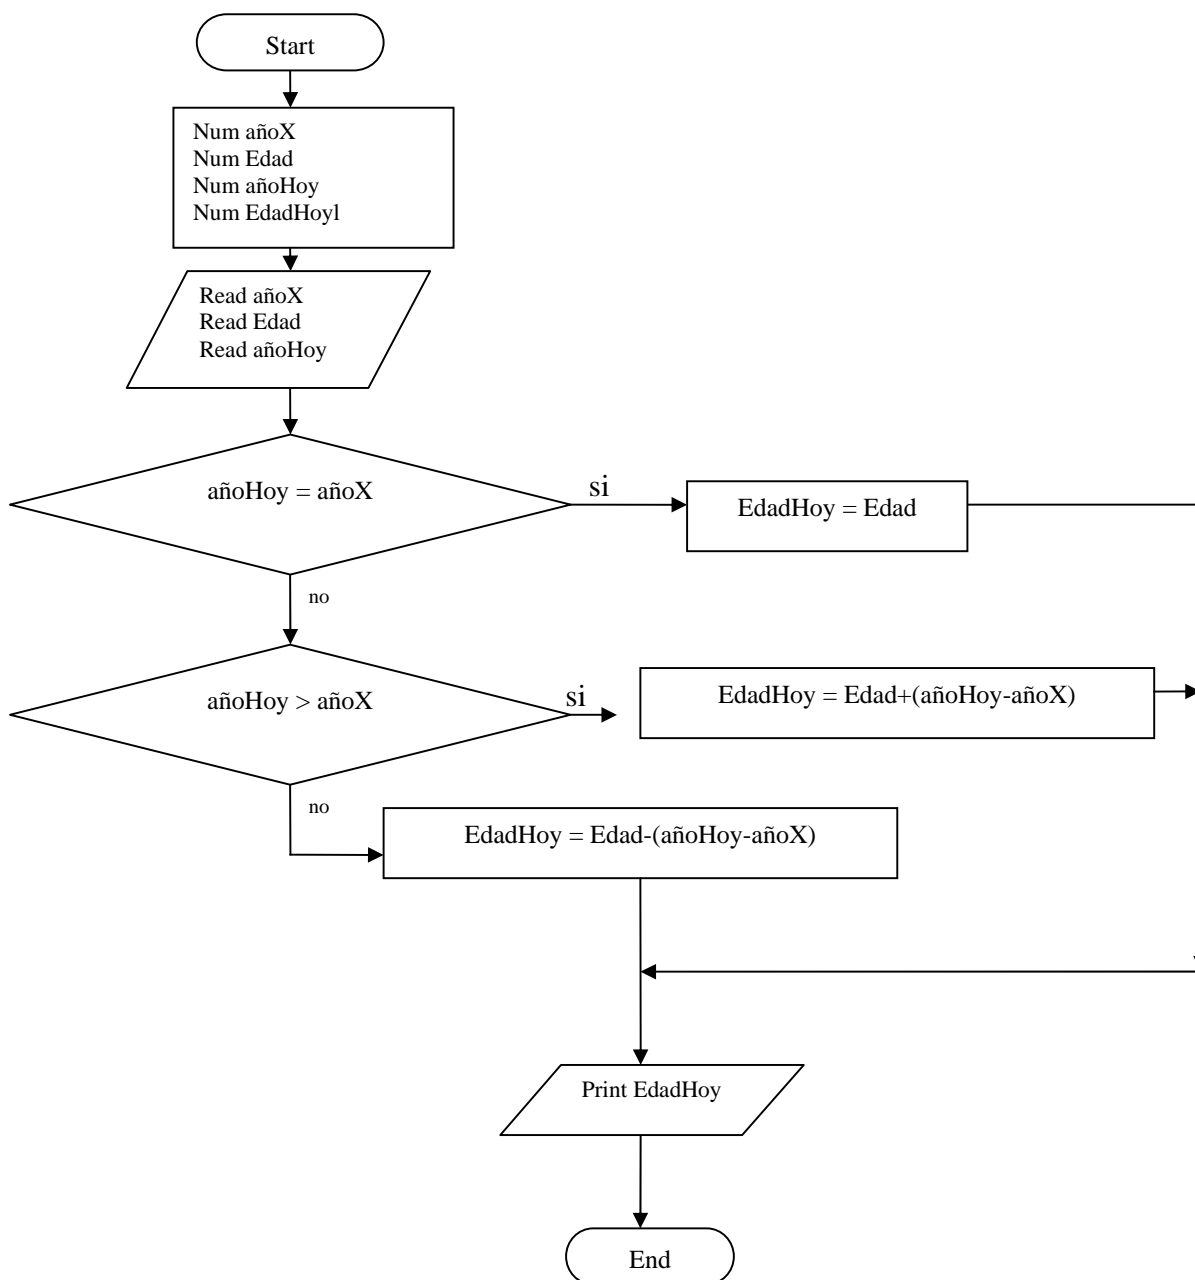 Start
Num añoX
Num Edad
Num añoHoy
Num EdadHoyl
Read añoX
Read Edad
Read añoHoy
añoHoy = añoX
si
EdadHoy = Edad
no
añoHoy > añoX
si
EdadHoy = Edad+(añoHoy-añoX)
no
EdadHoy = Edad-(añoHoy-añoX)
Print EdadHoy
End